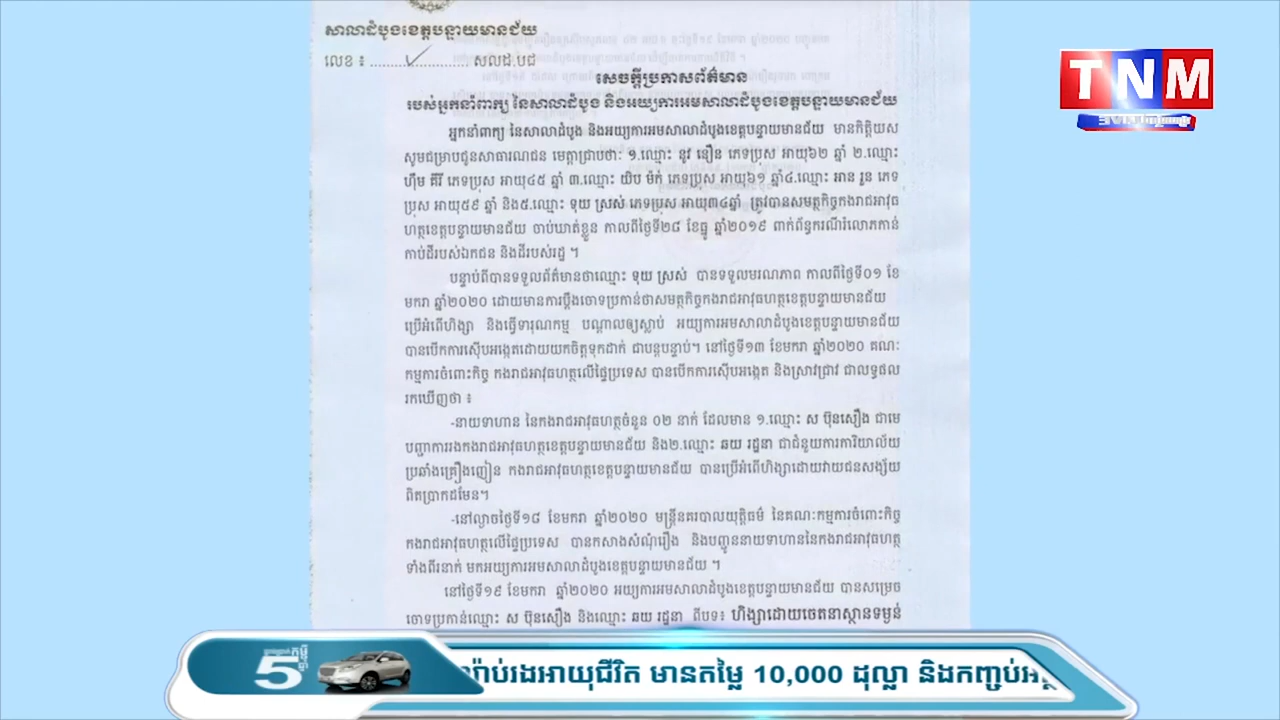 សាលាដំបូងខេត្តបន្ទាយមានជ័យ
លេខ ៖ ........................ សលដ.បជ
សេចក្តីប្រកាសព័ត៌មាន
របស់អ្នកនាំពាក្យ នៃសាលាដំបូង និងអយ្យការអមសាលាដំបូងខេត្តបន្ទាយមានជ័យ
អ្នកនាំពាក្យ នៃសាលាដំបូង និងអយ្យការអមសាលាដំបូងខេត្តបន្ទាយមានជ័យ មានកិត្តិយស
សូមជម្រាបជូនសាធារណជន មេត្តាជ្រាបថាៈ ១.ឈ្មោះ នូវ នឿន ភេទប្រុស អាយុ៦២ ឆ្នាំ ២.ឈ្មោះ
ហ៊ឹម គីរី ភេទប្រុស អាយុ៤៥ ឆ្នាំ ៣.ឈ្មោះ យិប ម៉ក់ ភេទប្រុស អាយុ៦១ ឆ្នាំ៤.ឈ្មោះ អាន រួន ភេទ
ប្រុស អាយុ៥៩ ឆ្នាំ និង៥.ឈ្មោះ ទុយ ស្រស់ ភេទប្រុស អាយុ៣៤ឆ្នាំ ត្រូវបានសមត្ថកិច្ចកងរាជអាវុធ
ហត្ថខេត្តបន្ទាយមានជ័យ ចាប់ឃាត់ខ្លួន កាលពីថ្ងៃទី២៨ ខែធ្នូ ឆ្នាំ២០១៩ ពាក់ព័ន្ធករណីរំលោភកាន់
កាប់ដីរបស់ឯកជន និងដីរបស់រដ្ឋ ។
បន្ទាប់ពីបានទទួលព័ត៌មានថាឈ្មោះ ទុយ ស្រស់ បានទទួលមរណភាព កាលពីថ្ងៃទី០១ ខែ
មករា ឆ្នាំ២០២០ ដោយមានការប្តឹងចោទប្រកាន់ថាសមត្ថកិច្ចកងរាជអាវុធហត្ថខេត្តបន្ទាយមានជ័យ
ប្រើអំពើហិង្សា និងធ្វើទារុណកម្ម បណ្តាលឲ្យស្លាប់ អយ្យការអមសាលាដំបូងខេត្តបន្ទាយមានជ័យ
បានបើកការស៊ើបអង្កេតដោយយកចិត្តទុកដាក់ ជាបន្តបន្ទាប់។ នៅថ្ងៃទី១៣ ខែមករា ឆ្នាំ២០២០ គណៈ
កម្មការចំពោះកិច្ច កងរាជអាវុធហត្ថលើផ្ទៃប្រទេស បានបើកការស៊ើបអង្កេត និងស្រាវជ្រាវ ជាលទ្ធផល
រកឃើញថា ៖
-នាយទាហាន នៃកងរាជអាវុធហត្ថចំនួន ០២ នាក់ ដែលមាន ១.ឈ្មោះ ស ប៊ុនសឿង ជាមេ
បញ្ជាការរងកងរាជអាវុធហត្ថខេត្តបន្ទាយមានជ័យ និង២.ឈ្មោះ ឆយ រដ្ឋនា ជាជំនួយការការិយាល័យ
ប្រឆាំងគ្រឿងញៀន កងរាជអាវុធហត្ថខេត្តបន្ទាយមានជ័យ បានប្រើអំពើហិង្សាដោយវាយជនសង្ស័យ
ពិតប្រាកដមែន។
-នៅល្ងាចថ្ងៃទី១៨ ខែមករា ឆ្នាំ២០២០ មន្ត្រីនគរបាលយុត្តិធម៌ នៃគណៈកម្មការចំពោះកិច្ច
កងរាជអាវុធហត្ថលើផ្ទៃប្រទេស បានកសាងសំណុំរឿង និងបញ្ជូននាយទាហាននៃកងរាជអាវុធហត្ថ
ទាំងពីរនាក់ មកអយ្យការអមសាលាដំបូងខេត្តបន្ទាយមានជ័យ ។
នៅថ្ងៃទី១៩ ខែមករា ឆ្នាំ២០២០ អយ្យការអមសាលាដំបូងខេត្តបន្ទាយមានជ័យ បានសម្រេច
ចោទប្រកាន់ឈ្មោះ ស ប៊ុនសឿង និងឈ្មោះ ឆយ រដ្ឋនា ពីបទ៖ ហិង្សាដោយចេតនាស្ថានទម្ងន់
TNM
5 កម្ពុជា ឆ្នាំ
រ៉ាប់រងអាយុជីវិត មានតម្លៃ 10,000 ដុល្លា និងកញ្ចប់